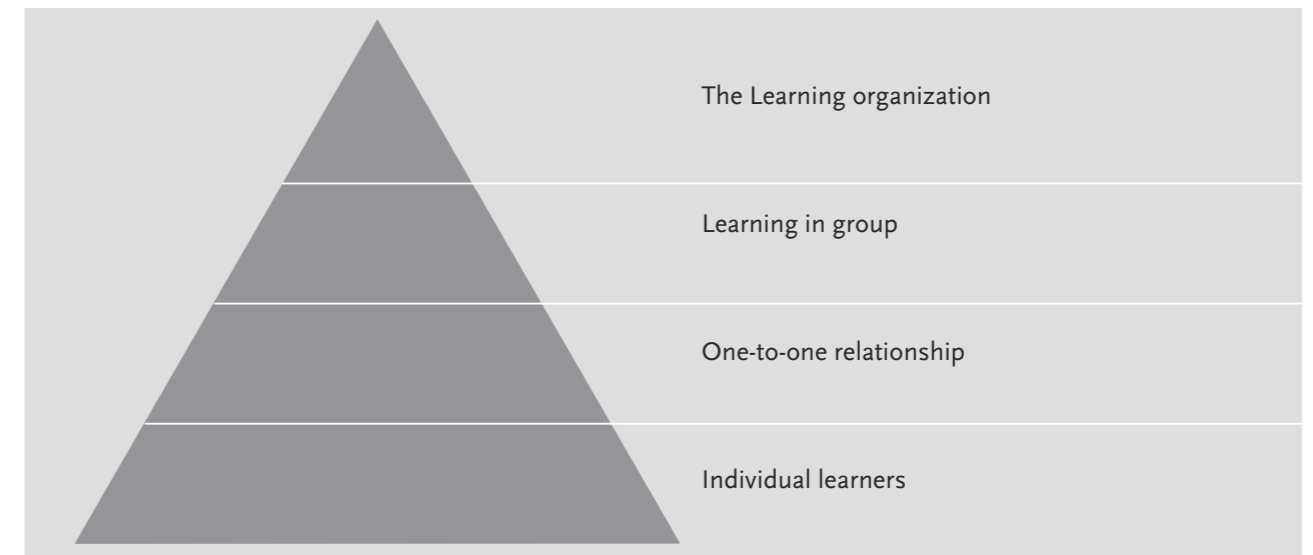 The Learning organization
Learning in group
One-to-one relationship
Individual learners